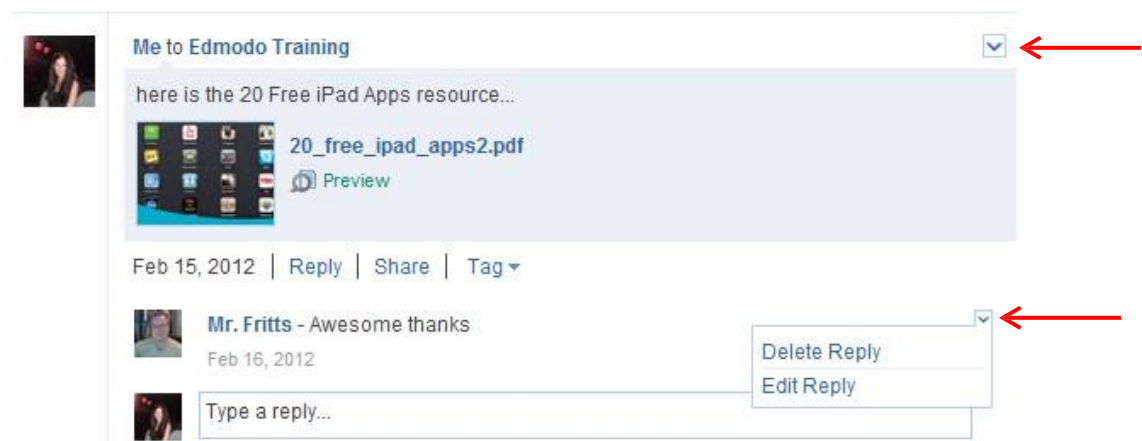 Me to Edmodo Training
here is the 20 Free iPad Apps resource...
20_free_ipad_apps2.pdf
Preview
Feb 15, 2012 | Reply | Share | Tag
Mr. Fritts - Awesome thanks
Feb 16, 2012
Delete Reply
Edit Reply
Type a reply...